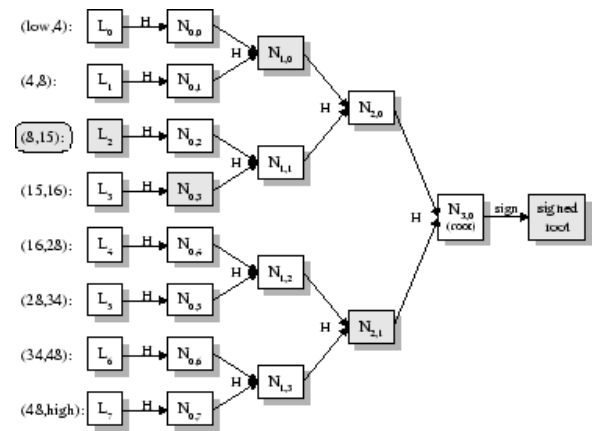 (low,4): L0 H N0,0
H N1,0
(4,8): L1 H N0,1
H N2,0
(8,15): L2 H N0,2
H N1,1
(15,16): L3 H N0,3
H N3,0 (root) sign signed root
(16,28): L4 H N0,4
H N1,2
(28,34): L5 H N0,5
H N2,1
(34,48): L6 H N0,6
H N1,3
(48,high): L7 H N0,7